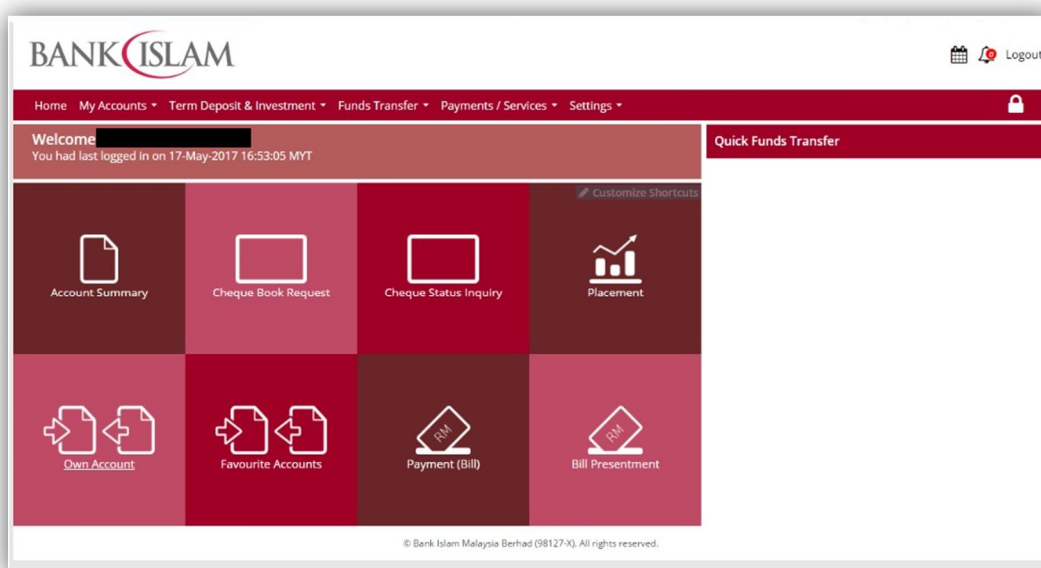 BANK ISLAM
0
Logout
Home My Accounts Term Deposit & Investment Funds Transfer Payments / Services Settings
Welcome
You had last logged in on 17-May-2017 16:53:05 MYT
Quick Funds Transfer
Customize Shortcuts
Account Summary
Cheque Book Request
Cheque Status Inquiry
Placement
Own Account
Favourite Accounts
RM
Payment (Bill)
RM
Bill Presentment
© Bank Islam Malaysia Berhad (98127-X). All rights reserved.